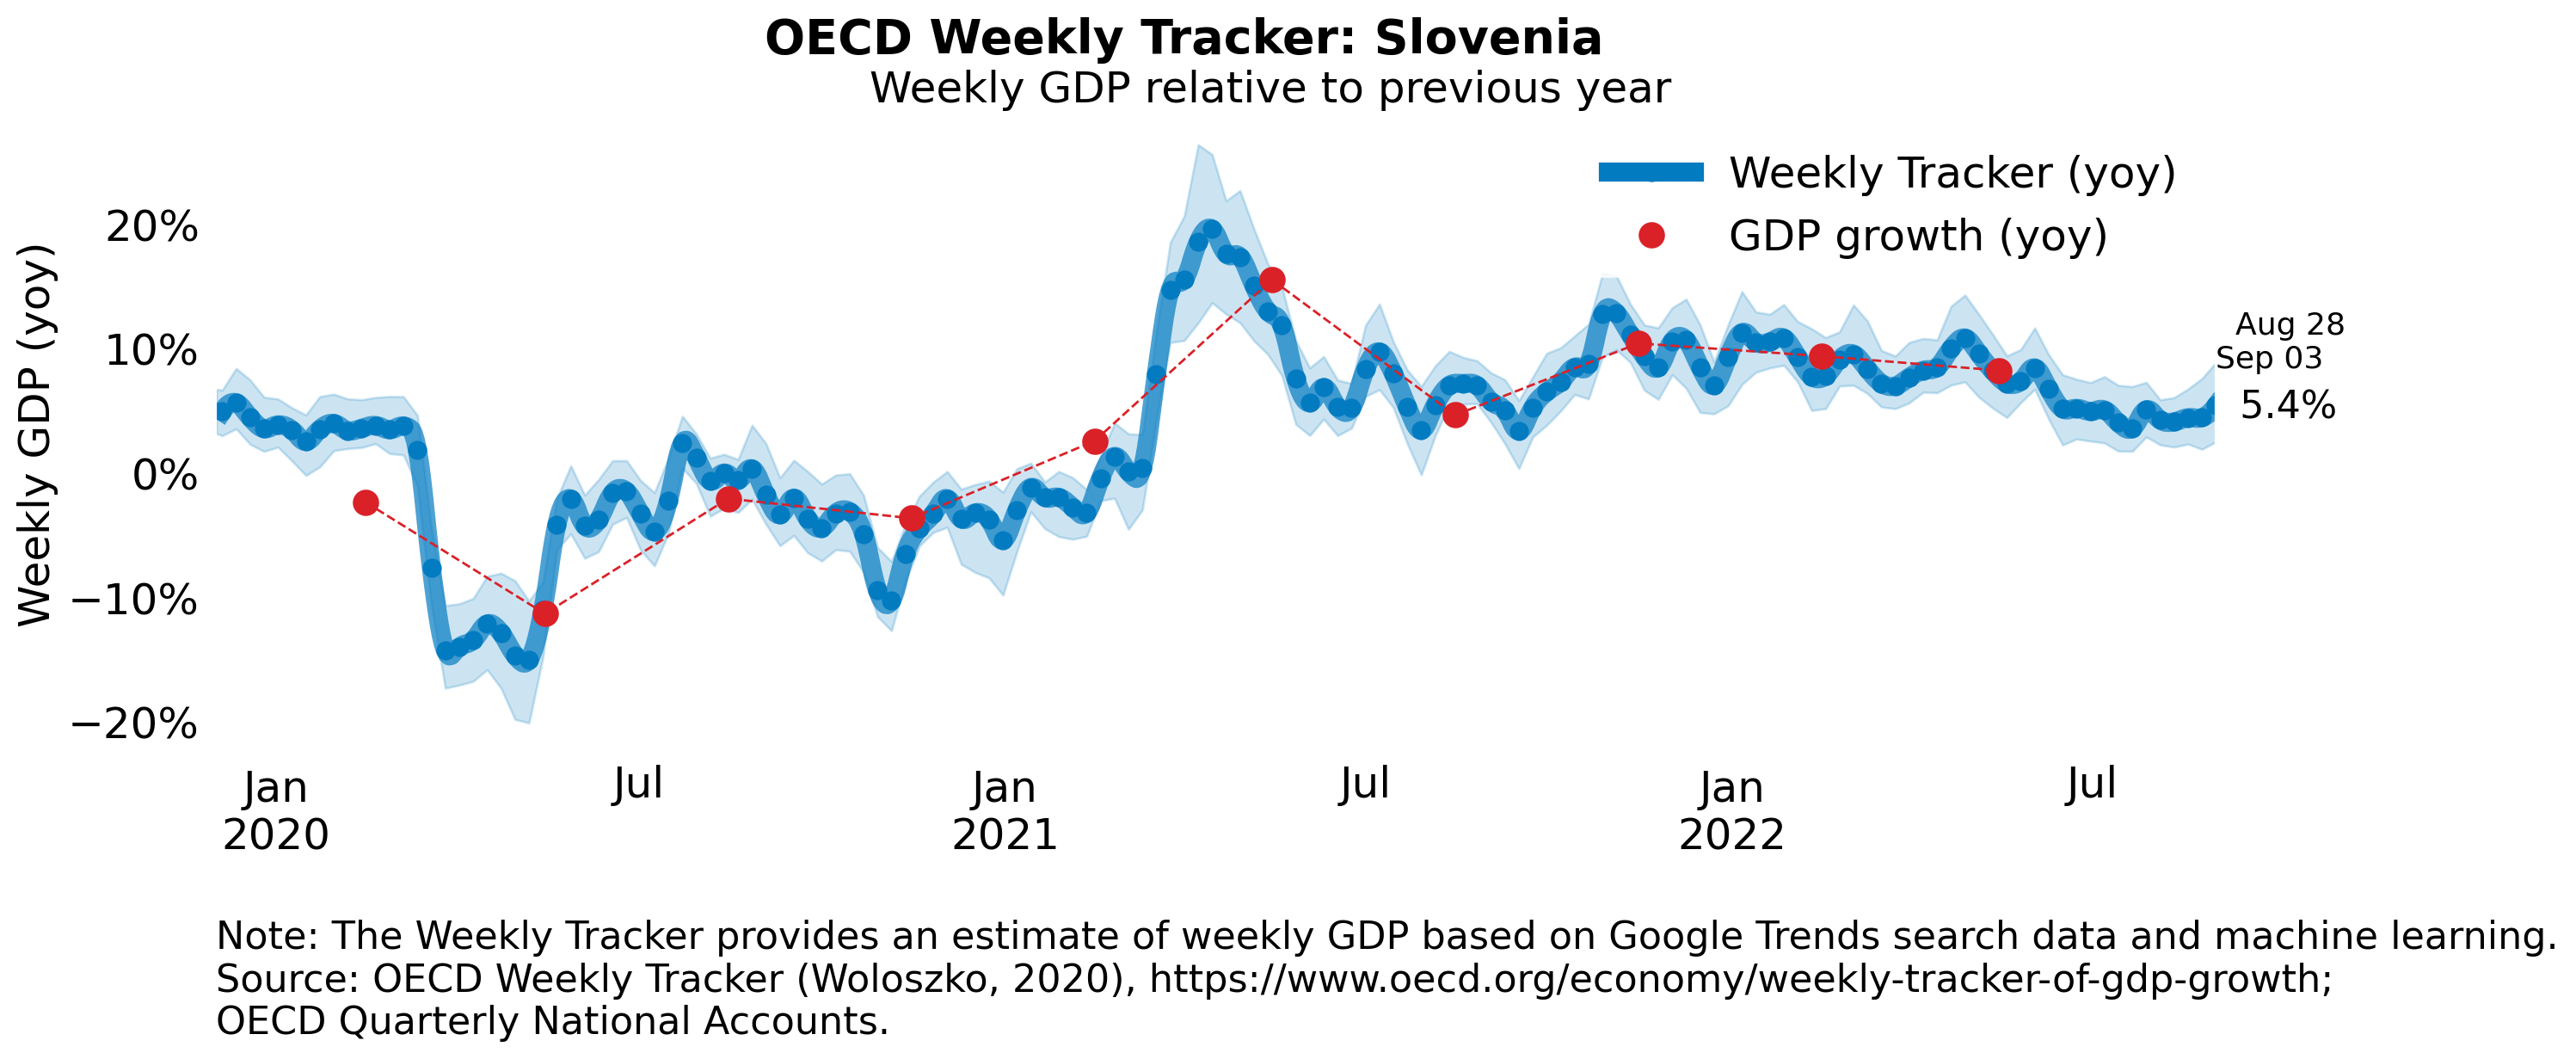 OECD Weekly Tracker: Slovenia
Weekly GDP relative to previous year
Weekly Tracker (yoy)
GDP growth (yoy)
Weekly GDP (yoy)
20%
10%
0%
−10%
−20%
Aug 28
Sep 03
5.4%
Jan
2020
Jul
Jan
2021
Jul
Jan
2022
Jul
Note: The Weekly Tracker provides an estimate of weekly GDP based on Google Trends search data and machine learning.
Source: OECD Weekly Tracker (Woloszko, 2020), https://www.oecd.org/economy/weekly-tracker-of-gdp-growth;
OECD Quarterly National Accounts.